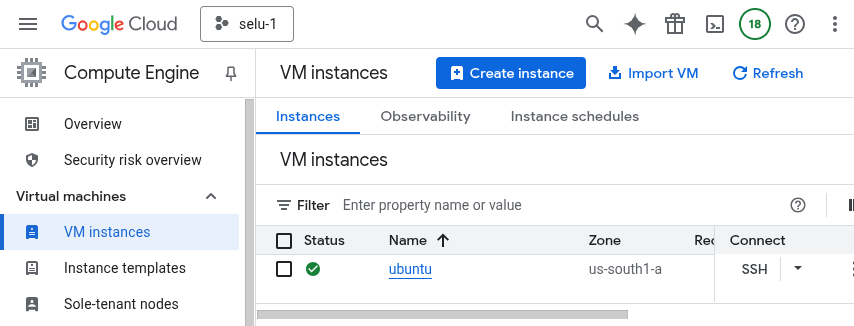 Google Cloud selu-1 18
Compute Engine
VM instances Create instance Import VM Refresh
Overview
Security risk overview
Virtual machines
VM instances
Instance templates
Sole-tenant nodes
Instances Observability Instance schedules
VM instances
Filter Enter property name or value
Status Name Zone Rec Connect
ubuntu us-south1-a SSH